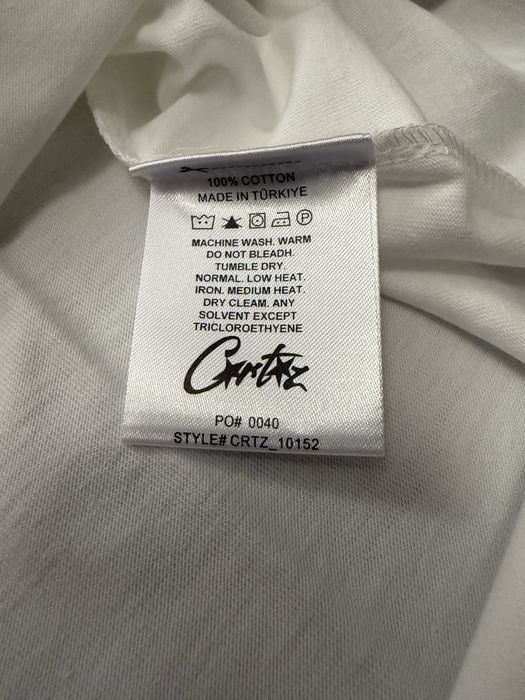 100% COTTON
MADE IN TÜRKIYE
P
MACHINE WASH. WARM
DO NOT BLEADH.
TUMBLE DRY.
NORMAL. LOW HEAT.
IRON. MEDIUM HEAT.
DRY CLEAM. ANY
SOLVENT EXCEPT
TRICLOROETHYENE
Cortaz
PO# 0040
STYLE# CRTZ_10152